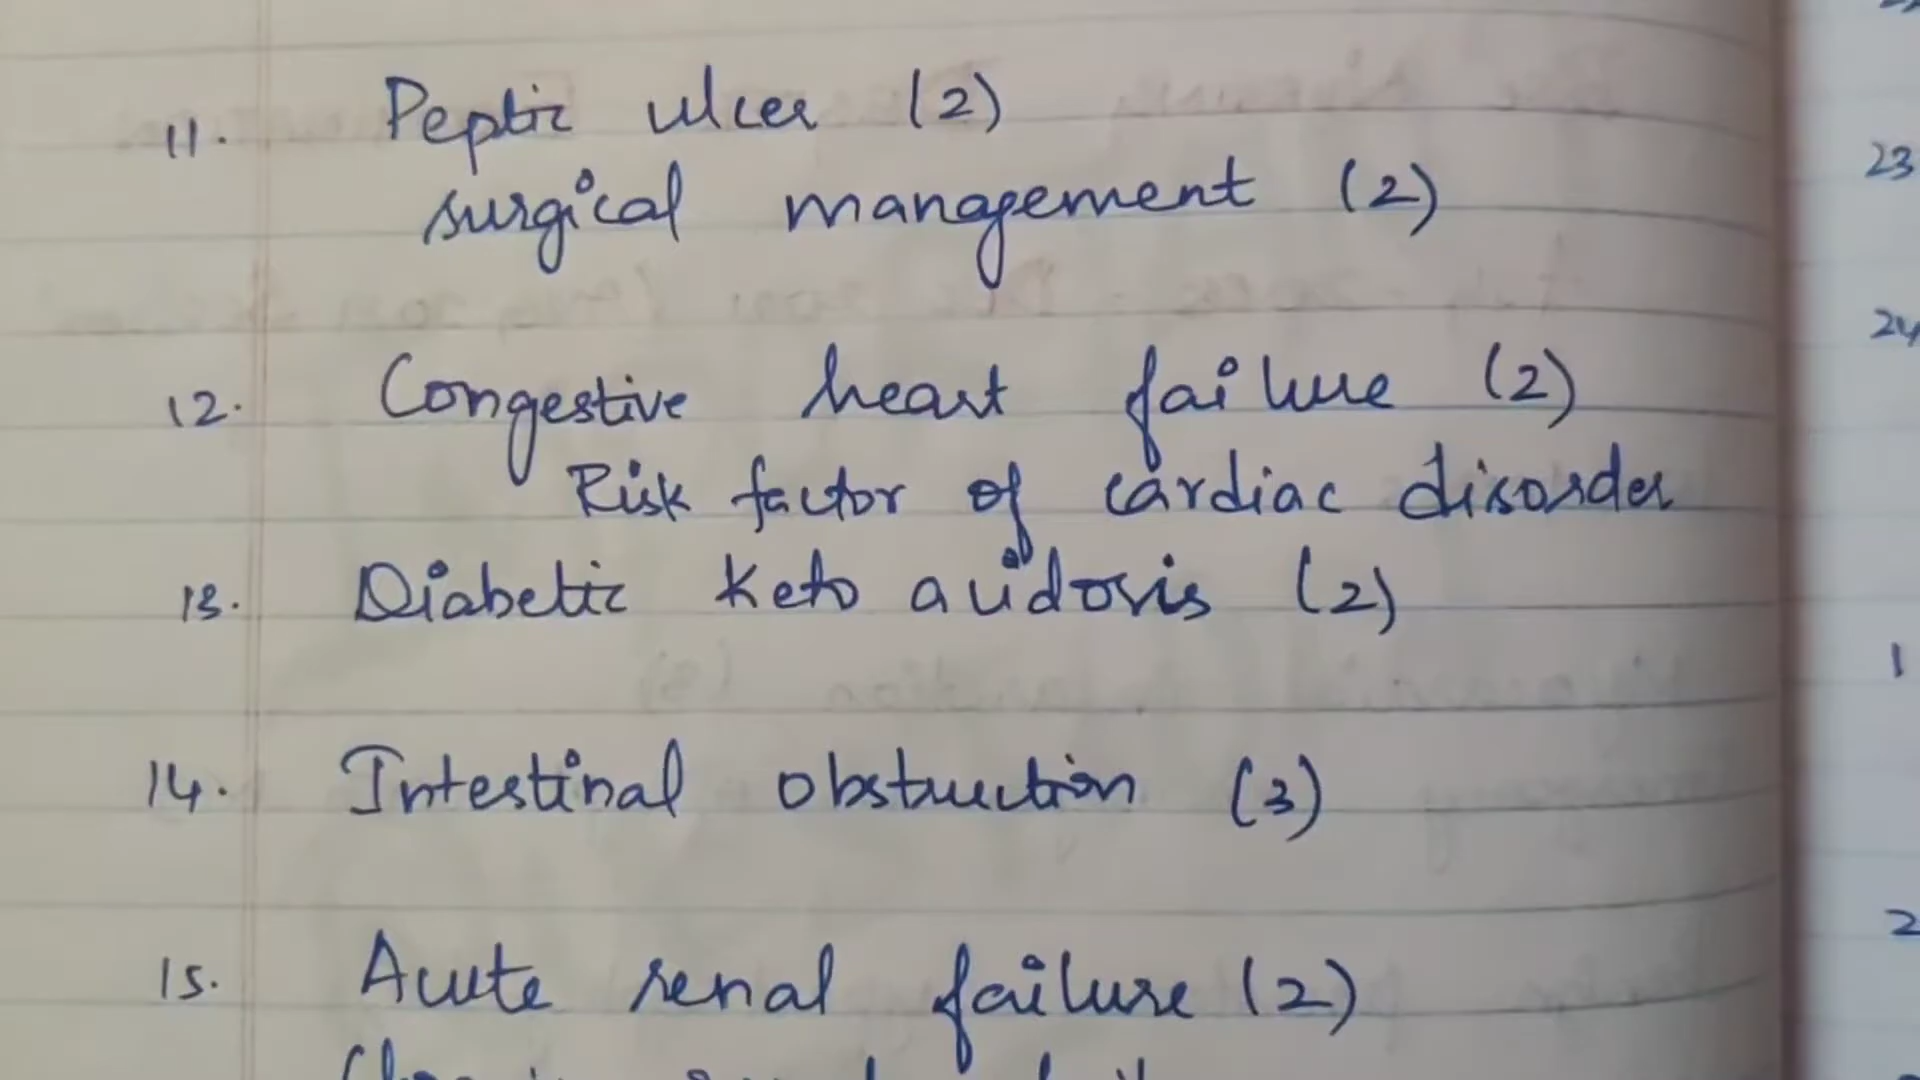 11. Peptic ulcer (2)
surgical management (2)
12. Congestive heart failure (2)
Risk factor of cardiac disorder
13. Diabetic keto acidosis (2)
14. Intestinal obstruction (3)
15. Acute renal failure (2)
23
24
1
2